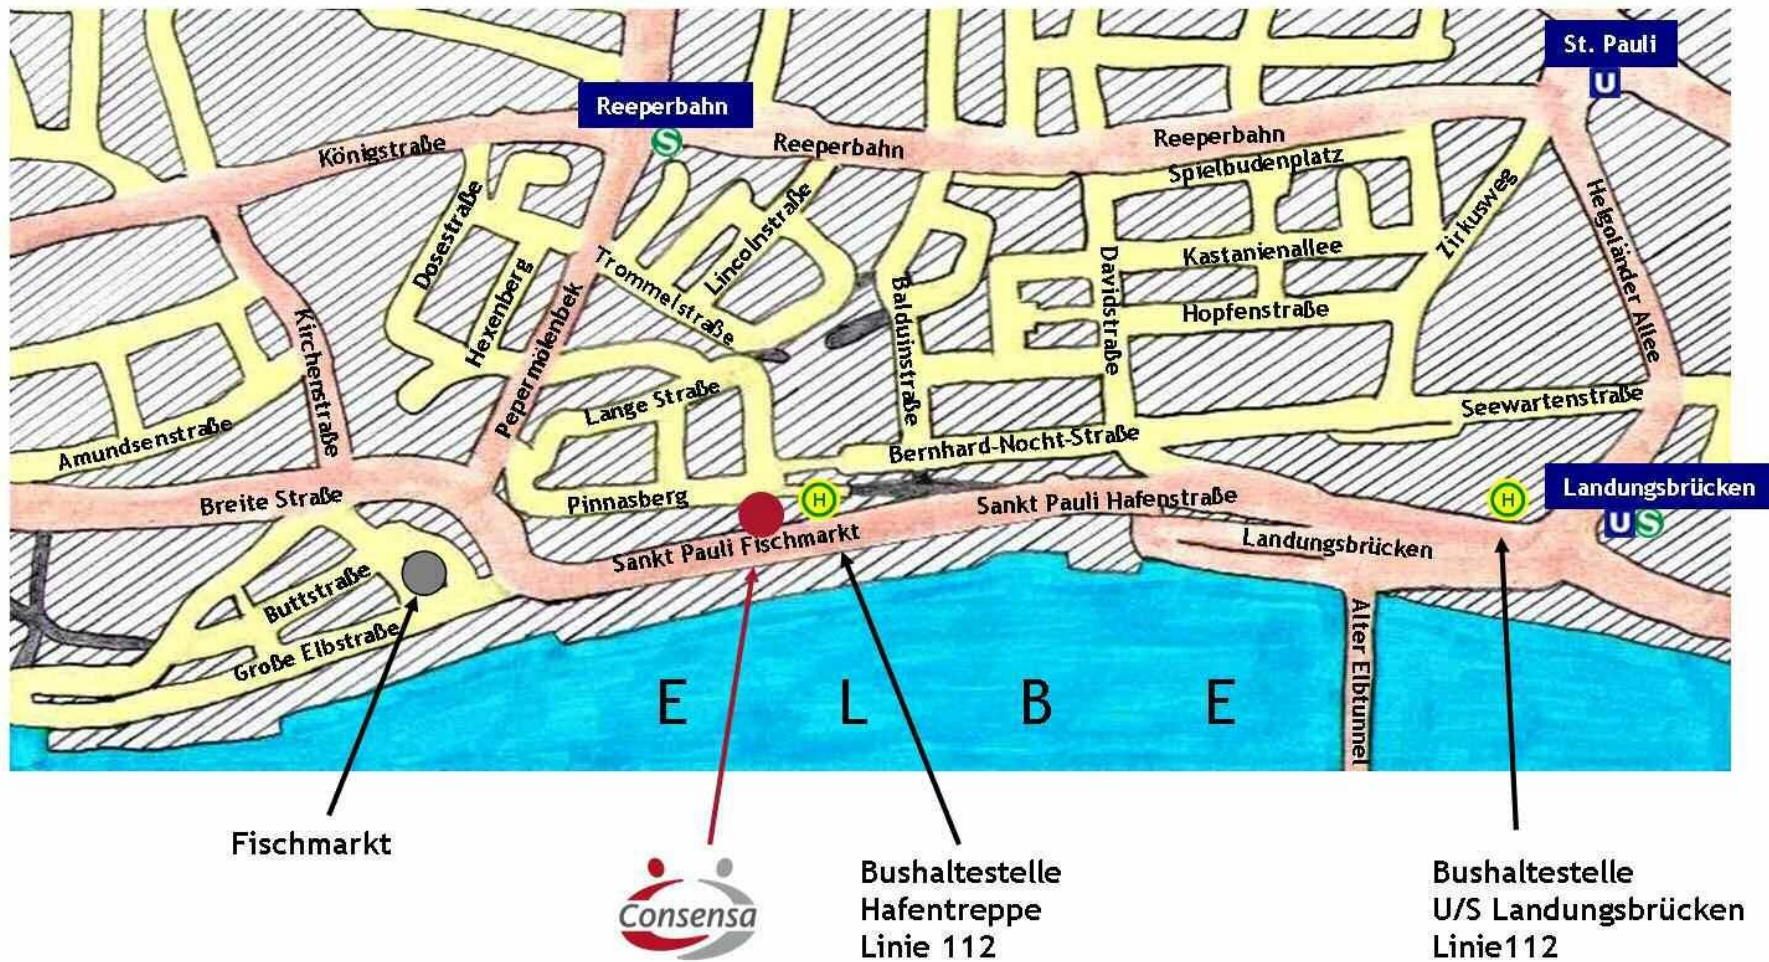 St. Pauli
U
Reeperbahn
S
Reeperbahn
Reeperbahn
Königstraße
Spielbudenplatz
Dosestraße
Lincolnstraße
Zirkusweg
Helgoländer Allee
Trommelstraße
Kastanienallee
Davidstraße
Hexenberg
Balduinstraße
Hopfenstraße
Kirchenstraße
Pepermölenbek
Lange Straße
Seewartenstraße
Amundsenstraße
Bernhard-Nocht-Straße
Breite Straße
Pinnasberg
H
Sankt Pauli Hafenstraße
H
Landungsbrücken
U S
Sankt Pauli Fischmarkt
Landungsbrücken
Buttstraße
Große Elbstraße
Alter Elbtunnel
E L B E
Fischmarkt
Consensa
Bushaltestelle
Hafentreppe
Linie 112
Bushaltestelle
U/S Landungsbrücken
Linie112